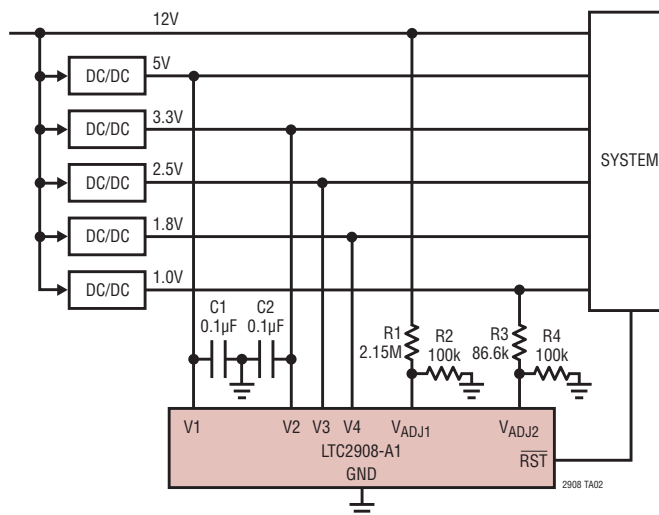 12V
5V
DC/DC
3.3V
DC/DC
2.5V
DC/DC
SYSTEM
1.8V
DC/DC
1.0V
DC/DC
C1
0.1µF
C2
0.1µF
R1
2.15M
R2
100k
R3
86.6k
R4
100k
V1
V2
V3
V4
VADJ1
VADJ2
LTC2908-A1
RST
GND
2908 TA02